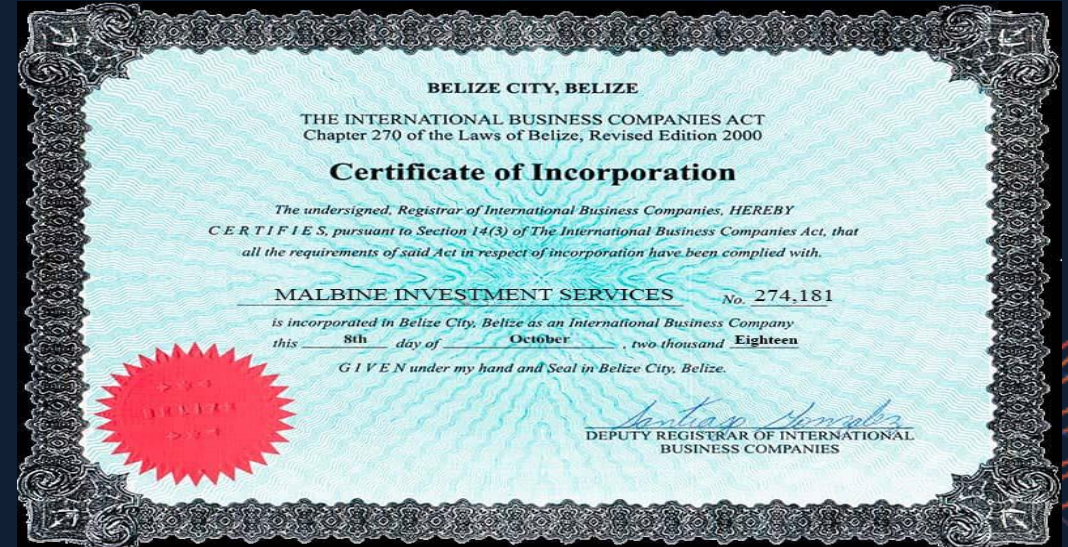 BELIZE CITY, BELIZE
THE INTERNATIONAL BUSINESS COMPANIES ACT
Chapter 270 of the Laws of Belize, Revised Edition 2000
Certificate of Incorporation
The undersigned, Registrar of International Business Companies, HEREBY
C E R T I F I E S, pursuant to Section 14(3) of The International Business Companies Act, that
all the requirements of said Act in respect of incorporation have been complied with.
MALBINE INVESTMENT SERVICES No. 274,181
is incorporated in Belize City, Belize as an International Business Company
this 8th day of October , two thousand Eighteen
G I V E N under my hand and Seal in Belize City, Belize.
BELIZE
Santiago Gonzalez
DEPUTY REGISTRAR OF INTERNATIONAL
BUSINESS COMPANIES